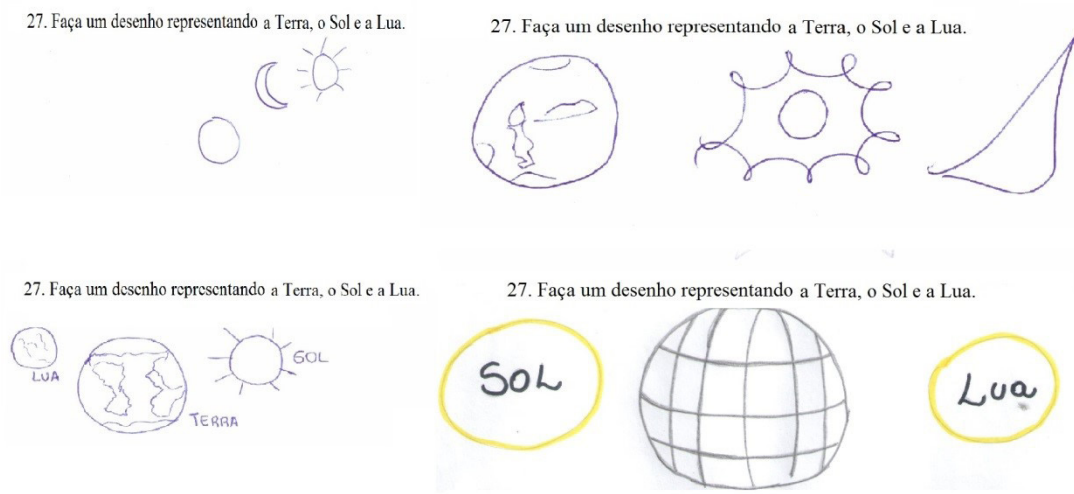 27. Faça um desenho representando a Terra, o Sol e a Lua.
27. Faça um desenho representando a Terra, o Sol e a Lua.
27. Faça um desenho representando a Terra, o Sol e a Lua.
LUA
TERRA
SOL
27. Faça um desenho representando a Terra, o Sol e a Lua.
SOL
Lua